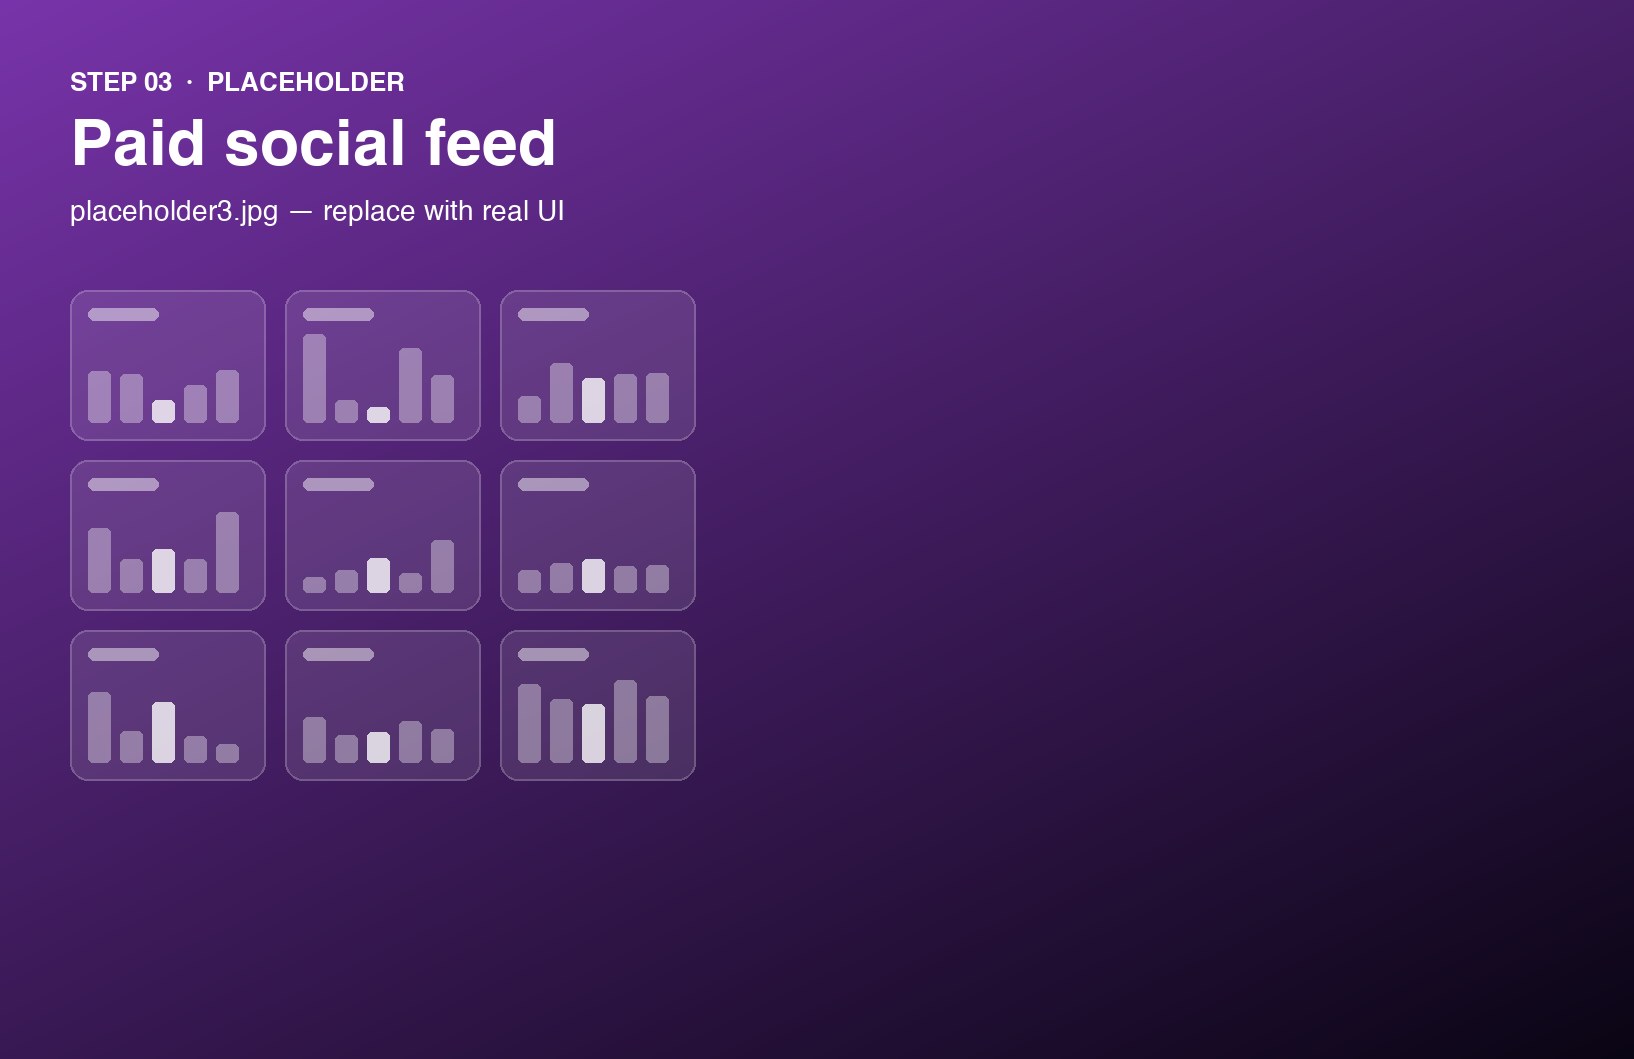 STEP 03 · PLACEHOLDER
Paid social feed
placeholder3.jpg — replace with real UI